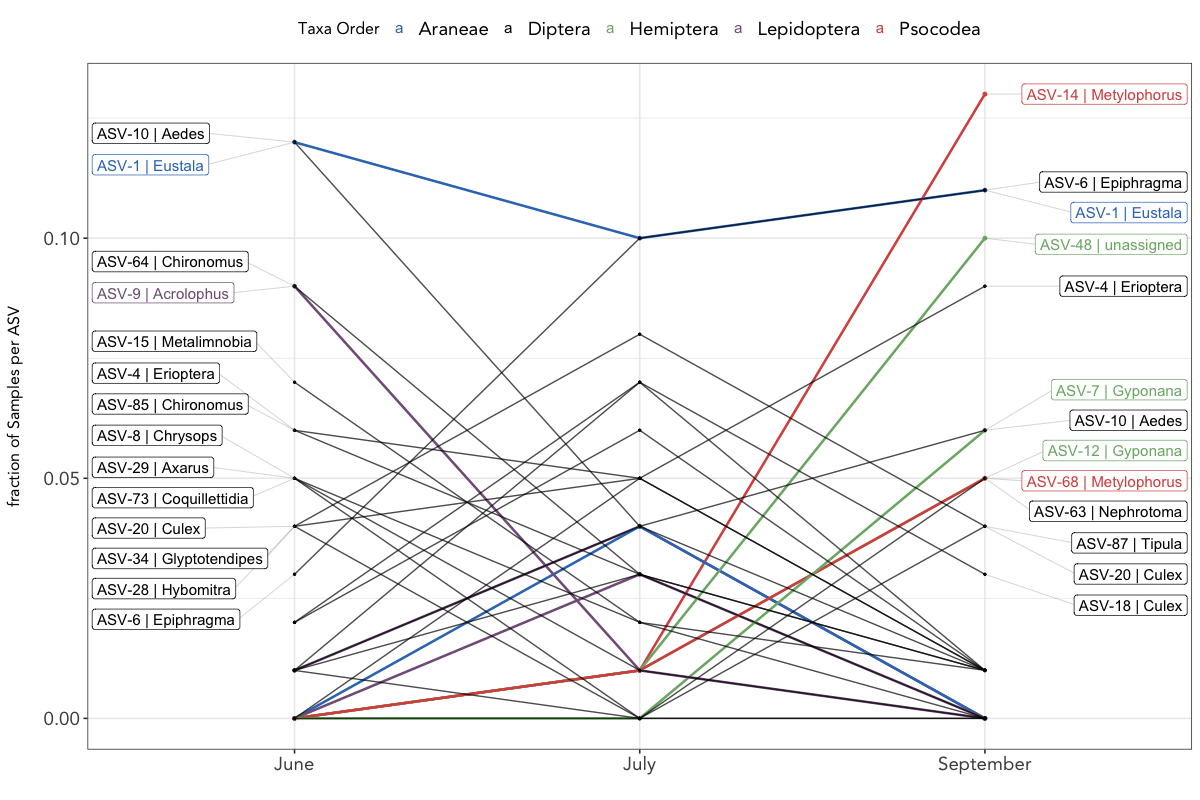 Taxa Order a Araneae a Diptera a Hemiptera a Lepidoptera a Psocodea
fraction of Samples per ASV
0.10
0.05
0.00
ASV-10 | Aedes
ASV-1 | Eustala
ASV-64 | Chironomus
ASV-9 | Acrolophus
ASV-15 | Metalimnobia
ASV-4 | Erioptera
ASV-85 | Chironomus
ASV-8 | Chrysops
ASV-29 | Axarus
ASV-73 | Coquillettidia
ASV-20 | Culex
ASV-34 | Glyptotendipes
ASV-28 | Hybomitra
ASV-6 | Epiphragma
ASV-14 | Metylophorus
ASV-6 | Epiphragma
ASV-1 | Eustala
ASV-48 | unassigned
ASV-4 | Erioptera
ASV-7 | Gyponana
ASV-10 | Aedes
ASV-12 | Gyponana
ASV-68 | Metylophorus
ASV-63 | Nephrotoma
ASV-87 | Tipula
ASV-20 | Culex
ASV-18 | Culex
June July September